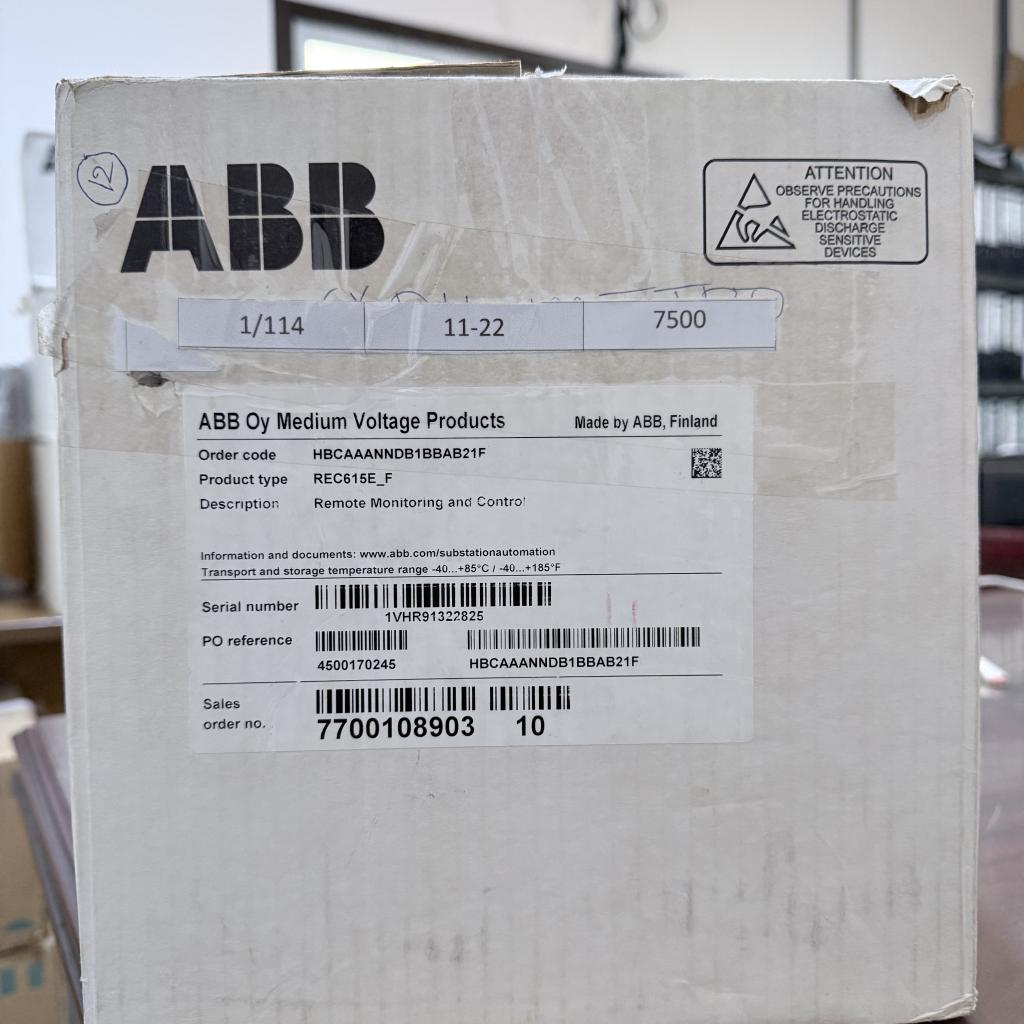 12
ABB
ATTENTION
OBSERVE PRECAUTIONS
FOR HANDLING
ELECTROSTATIC
DISCHARGE
SENSITIVE
DEVICES
1/114 11-22 7500
ABB Oy Medium Voltage Products Made by ABB, Finland
Order code HBCAAANNDB1BBAB21F
Product type REC615E_F
Description Remote Monitoring and Control
Information and documents: www.abb.com/substationautomation
Transport and storage temperature range -40...+85°C / -40...+185°F
Serial number
1VHR91322825
PO reference
4500170245 HBCAAANNDB1BBAB21F
Sales
order no.
7700108903 10